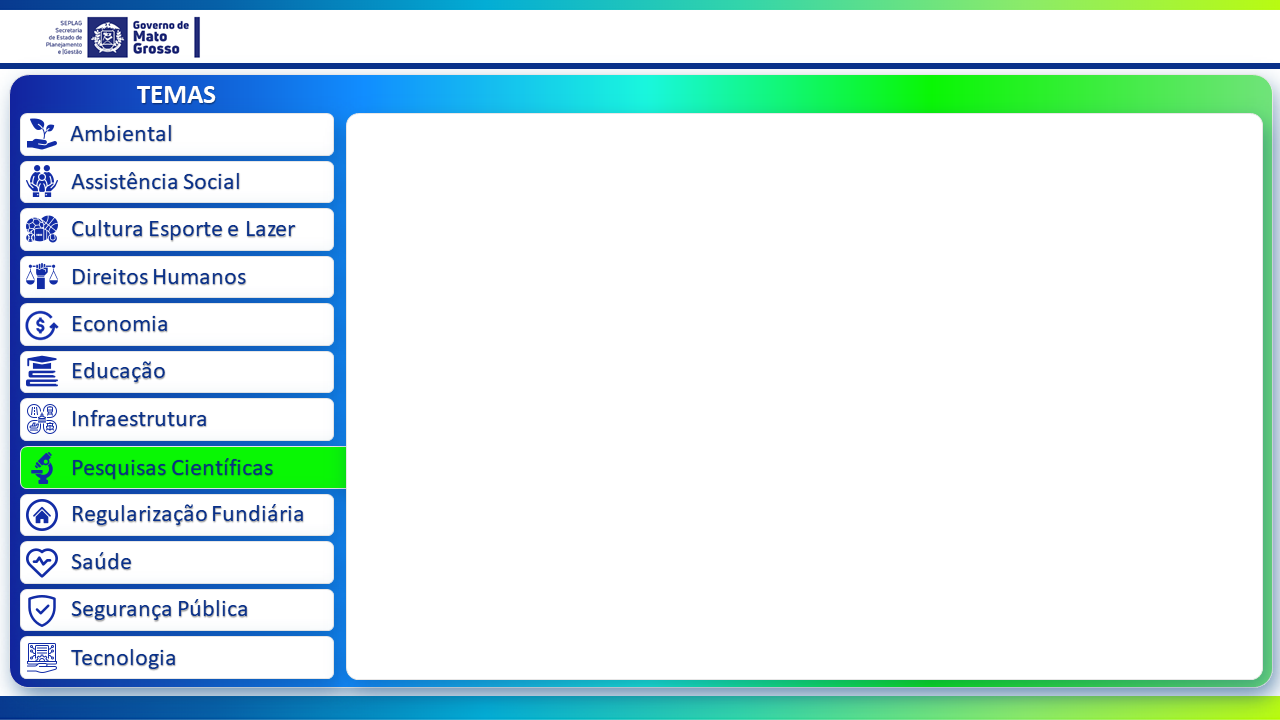 SEPLAG
Secretaria
de Estado de
Planejamento
e |Gestão
Governo de
Mato
Grosso
TEMAS
Ambiental
Assistência Social
Cultura Esporte e Lazer
Direitos Humanos
Economia
Educação
Infraestrutura
Pesquisas Científicas
Regularização Fundiária
Saúde
Segurança Pública
Tecnologia